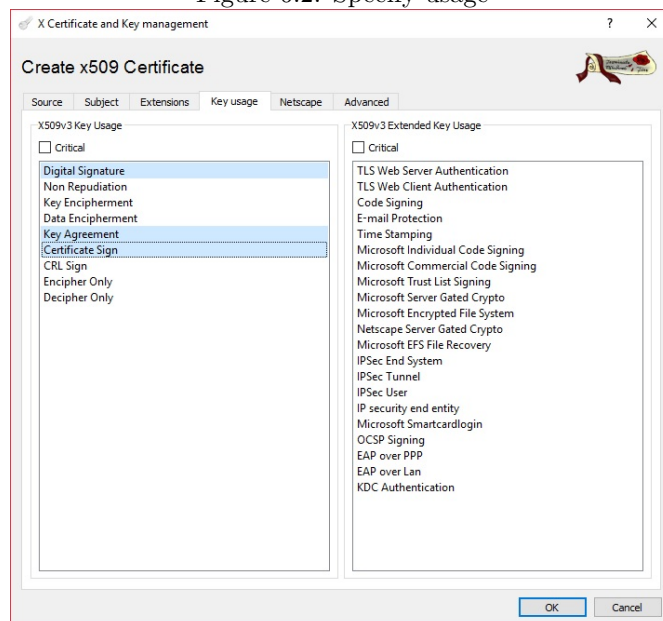 Figure 6.2: Specify usage
X Certificate and Key management
?
Create x509 Certificate
Source Subject Extensions Key usage Netscape Advanced
X509v3 Key Usage
Critical
Digital Signature
Non Repudiation
Key Encipherment
Data Encipherment
Key Agreement
Certificate Sign
CRL Sign
Encipher Only
Decipher Only
X509v3 Extended Key Usage
Critical
TLS Web Server Authentication
TLS Web Client Authentication
Code Signing
E-mail Protection
Time Stamping
Microsoft Individual Code Signing
Microsoft Commercial Code Signing
Microsoft Trust List Signing
Microsoft Server Gated Crypto
Microsoft Encrypted File System
Netscape Server Gated Crypto
Microsoft EFS File Recovery
IPSec End System
IPSec Tunnel
IPSec User
IP security end entity
Microsoft Smartcardlogin
OCSP Signing
EAP over PPP
EAP over Lan
KDC Authentication
OK Cancel